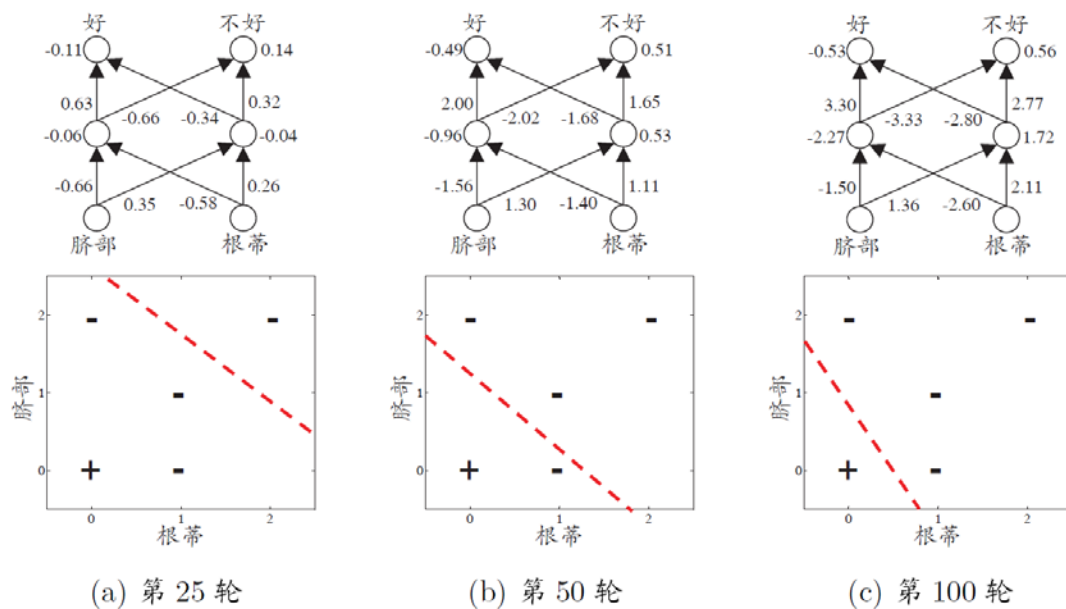 好 不好
-0.11 0.14
0.63 -0.66 -0.34 0.32
-0.06 -0.04
-0.66 0.35 -0.58 0.26
脐部 根蒂
好 不好
-0.49 0.51
2.00 -2.02 -1.68 1.65
-0.96 0.53
-1.56 1.30 -1.40 1.11
脐部 根蒂
好 不好
-0.53 0.56
3.30 -3.33 -2.80 2.77
-2.27 1.72
-1.50 1.36 -2.60 2.11
脐部 根蒂
2
1
0
脐部
- -
-
+ -
0 1 2
根蒂
2
1
0
脐部
- -
-
+ -
0 1 2
根蒂
2
1
0
脐部
- -
-
+ -
0 1 2
根蒂
(a) 第 25 轮
(b) 第 50 轮
(c) 第 100 轮